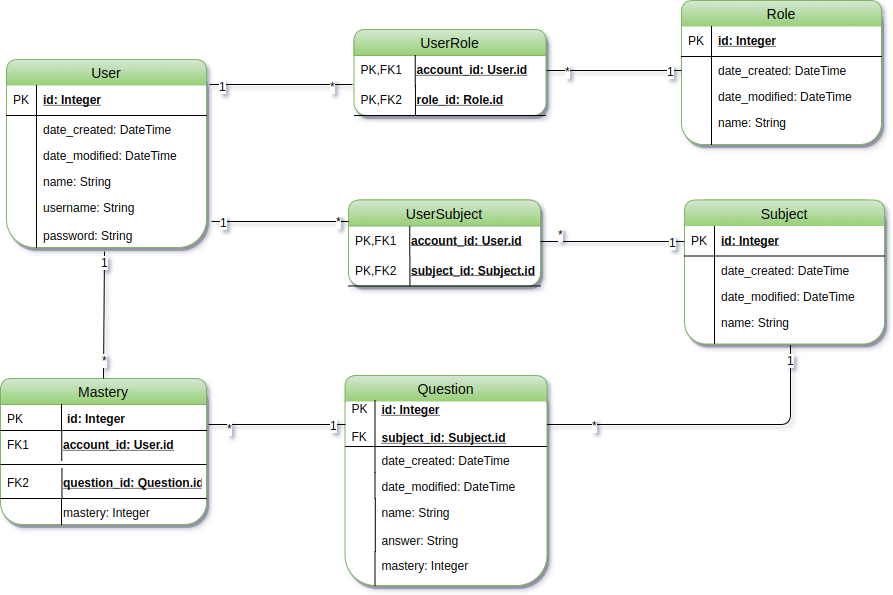 User
PK id: Integer
date_created: DateTime
date_modified: DateTime
name: String
username: String
password: String
1
*
UserRole
PK,FK1 account_id: User.id
PK,FK2 role_id: Role.id
*
1
Role
PK id: Integer
date_created: DateTime
date_modified: DateTime
name: String
1
*
UserSubject
PK,FK1 account_id: User.id
PK,FK2 subject_id: Subject.id
*
1
Subject
PK id: Integer
date_created: DateTime
date_modified: DateTime
name: String
1
*
1
Mastery
PK id: Integer
FK1 account_id: User.id
FK2 question_id: Question.id
mastery: Integer
*
1
Question
PK id: Integer
FK subject_id: Subject.id
date_created: DateTime
date_modified: DateTime
name: String
answer: String
mastery: Integer
*